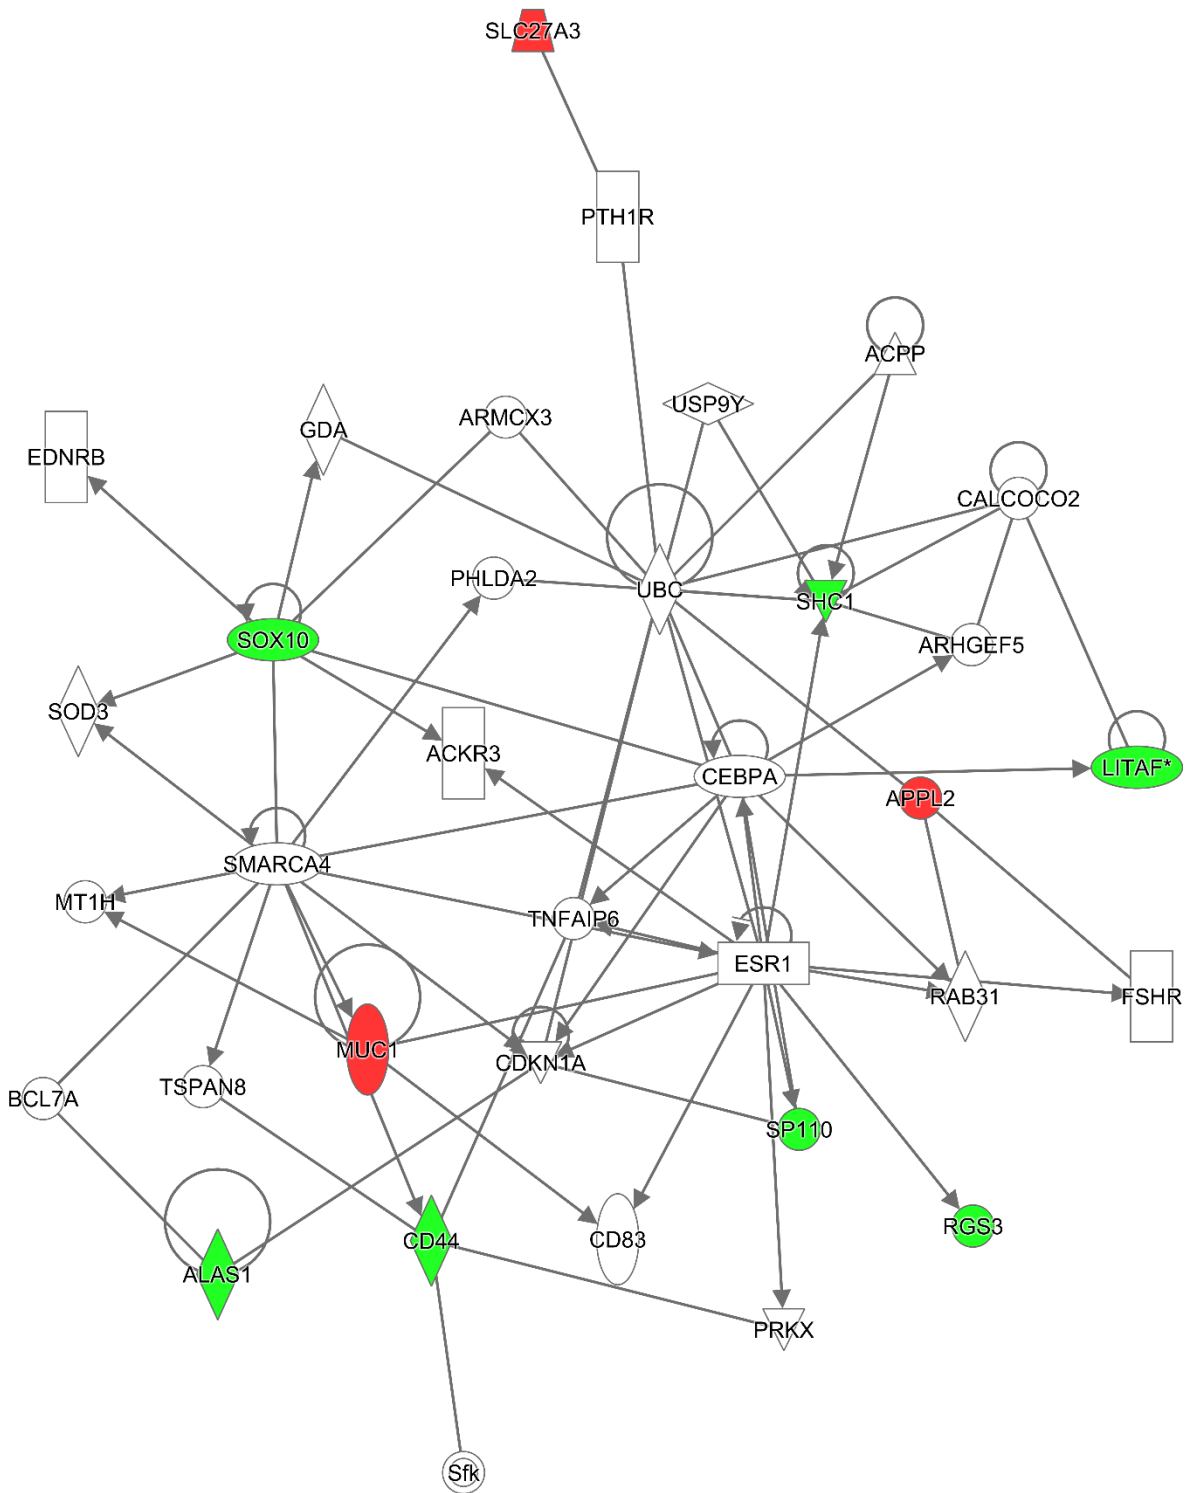 SLC27A3
PTH1R
ACPP
USP9Y
ARMCX3
GDA
EDNRB
CALCOCO2
PHLDA2
UBC
SHC1
SOX10
ARHGEF5
SOD3
ACKR3
CEBPA
LITAF*
APPL2
SMARCA4
MT1H
TNFAIP6
ESR1
RAB31
FSHR
MUC1
CDKN1A
TSPAN8
BCL7A
SP110
RGS3
CD44
CD83
ALAS1
PRKX
Sfk